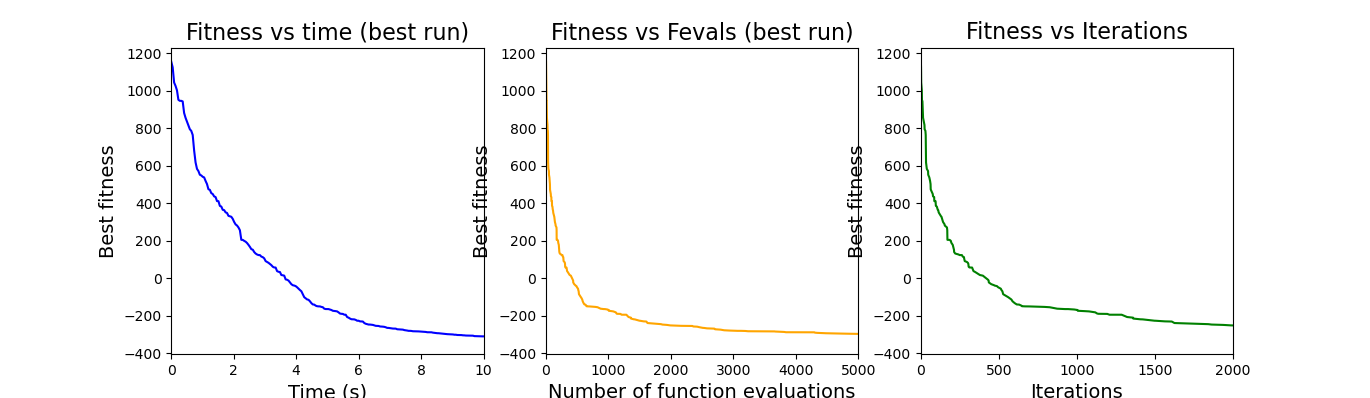 Fitness vs time (best run)
Best fitness
1200
1000
800
600
400
200
0
−200
−400
0 2 4 6 8 10
Time (s)
Fitness vs Fevals (best run)
Best fitness
1200
1000
800
600
400
200
0
−200
−400
0 1000 2000 3000 4000 5000
Number of function evaluations
Fitness vs Iterations
Best fitness
1200
1000
800
600
400
200
0
−200
−400
0 500 1000 1500 2000
Iterations